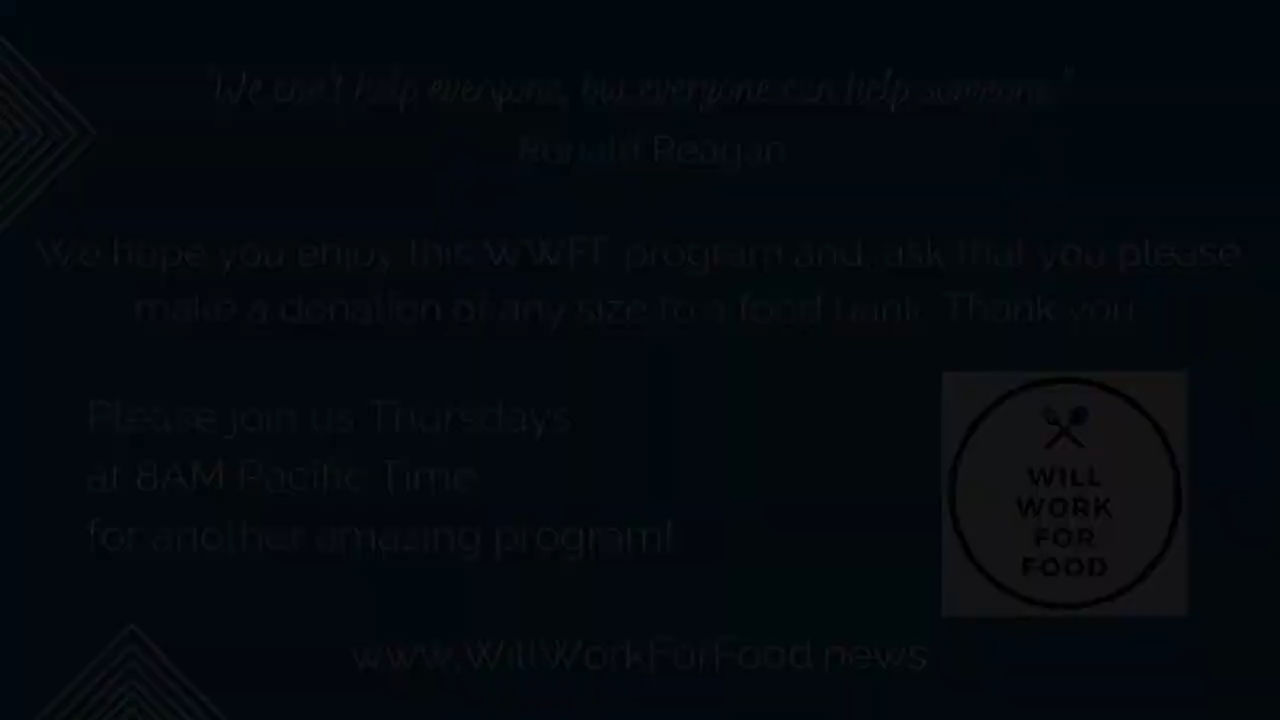 "We can't help everyone, but everyone can help someone."
Ronald Reagan
We hope you enjoy this WWFF program and ask that you please
make a donation of any size to a food bank. Thank you
Please join us Thursdays
at 8AM Pacific Time
for another amazing program!
WILL
WORK
FOR
FOOD
www.WillWorkForFood.news